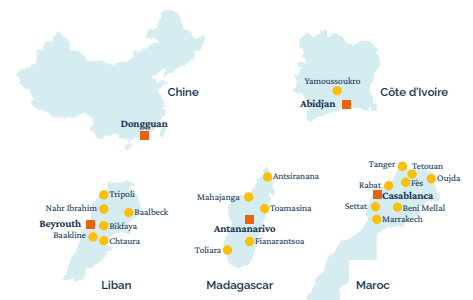 Chine
Dongguan
Côte d'Ivoire
Yamoussoukro
Abidjan
Liban
Tripoli
Nahr Ibrahim
Baalbeck
Beyrouth
Bikfaya
Baakline
Chtaura
Madagascar
Antsiranana
Mahajanga
Toamasina
Antananarivo
Fianarantsoa
Toliara
Maroc
Tanger
Tetouan
Oujda
Rabat
Fès
Casablanca
Settat
Beni Mellal
Marrakech